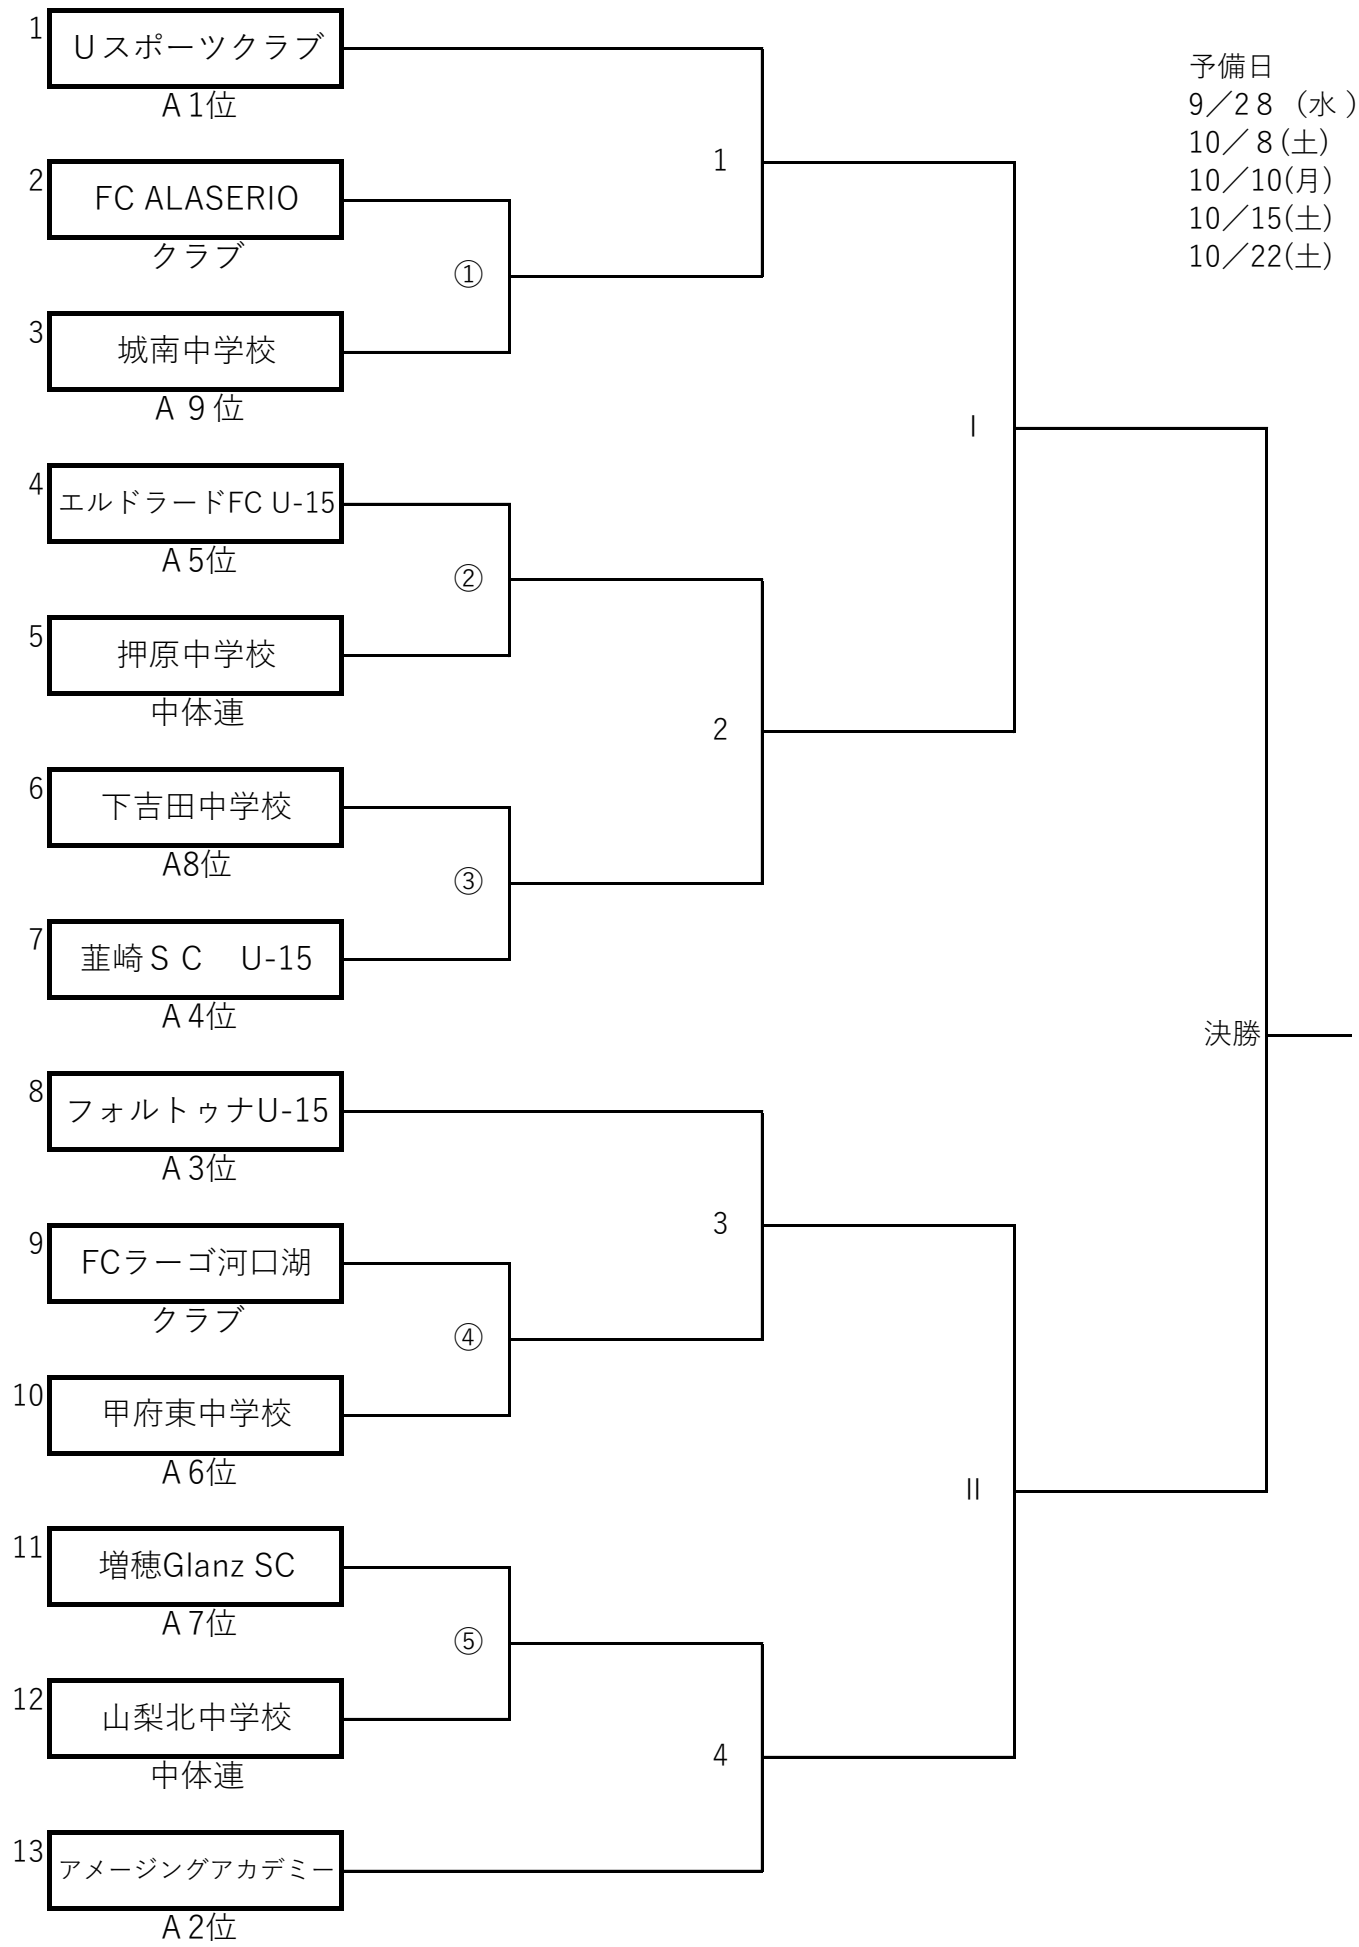 1
Ｕスポーツクラブ
Ａ1位
2
FC ALASERIO
クラブ
①
1
3
城南中学校
Ａ９位
予備日
9／2８（水）
10／８(土)
10／10(月)
10／15(土)
10／22(土)
Ⅰ
4
エルドラードFC U-15
Ａ5位
②
5
押原中学校
中体連
2
6
下吉田中学校
A8位
③
7
韮崎ＳＣ　U-15
Ａ4位
決勝
8
フォルトゥナU-15
Ａ3位
3
9
FCラーゴ河口湖
クラブ
④
10
甲府東中学校
Ａ6位
Ⅱ
11
増穂Glanz SC
Ａ7位
⑤
12
山梨北中学校
中体連
4
13
アメージングアカデミー
Ａ2位